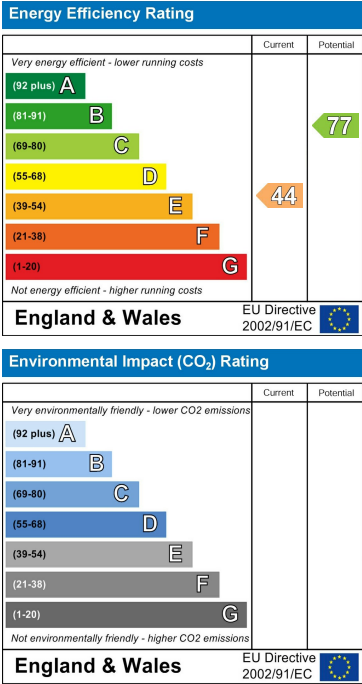 Energy Efficiency Rating
Current Potential
Very energy efficient - lower running costs
(92 plus) A
(81-91) B
(69-80) C
(55-68) D
(39-54) E
(21-38) F
(1-20) G
77
44
Not energy efficient - higher running costs
England & Wales
EU Directive
2002/91/EC
Environmental Impact (CO₂) Rating
Current Potential
Very environmentally friendly - lower CO2 emissions
(92 plus) A
(81-91) B
(69-80) C
(55-68) D
(39-54) E
(21-38) F
(1-20) G
Not environmentally friendly - higher CO2 emissions
England & Wales
EU Directive
2002/91/EC